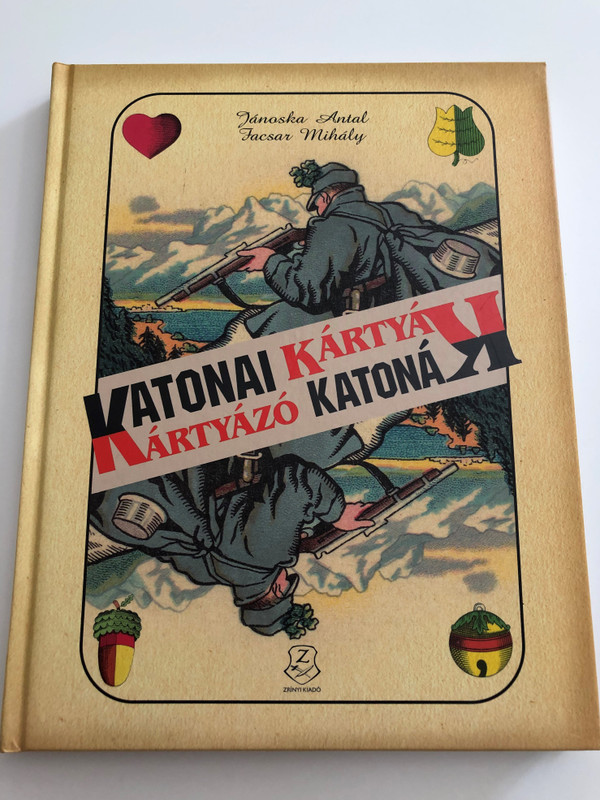 Jánoska Antal
Facsar Mihály
KATONAI KÁRTYÁK
KÁRTYÁZÓ KATONÁK
Z
ZRÍNYI KIADÓ